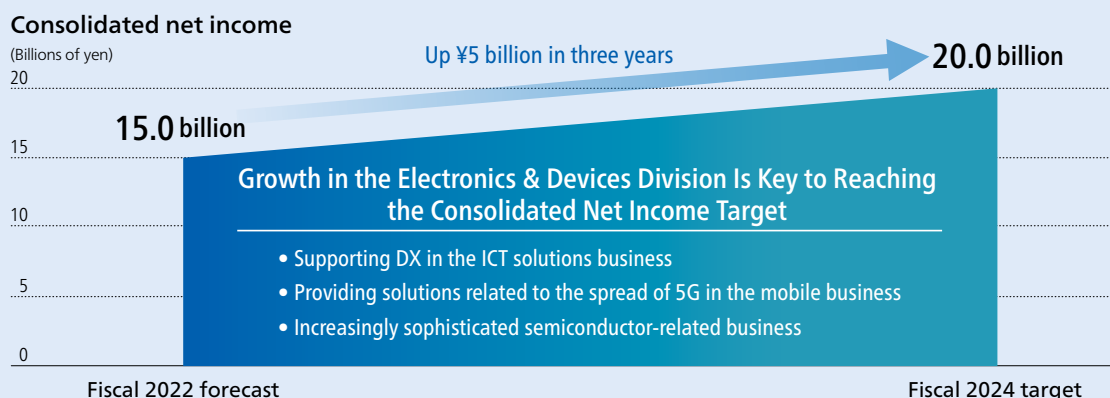 Consolidated net income
(Billions of yen)
Up ¥5 billion in three years
20.0 billion
20
15.0 billion
15
Growth in the Electronics & Devices Division Is Key to Reaching
the Consolidated Net Income Target
10
• Supporting DX in the ICT solutions business
• Providing solutions related to the spread of 5G in the mobile business
5
• Increasingly sophisticated semiconductor-related business
0
Fiscal 2022 forecast
Fiscal 2024 target